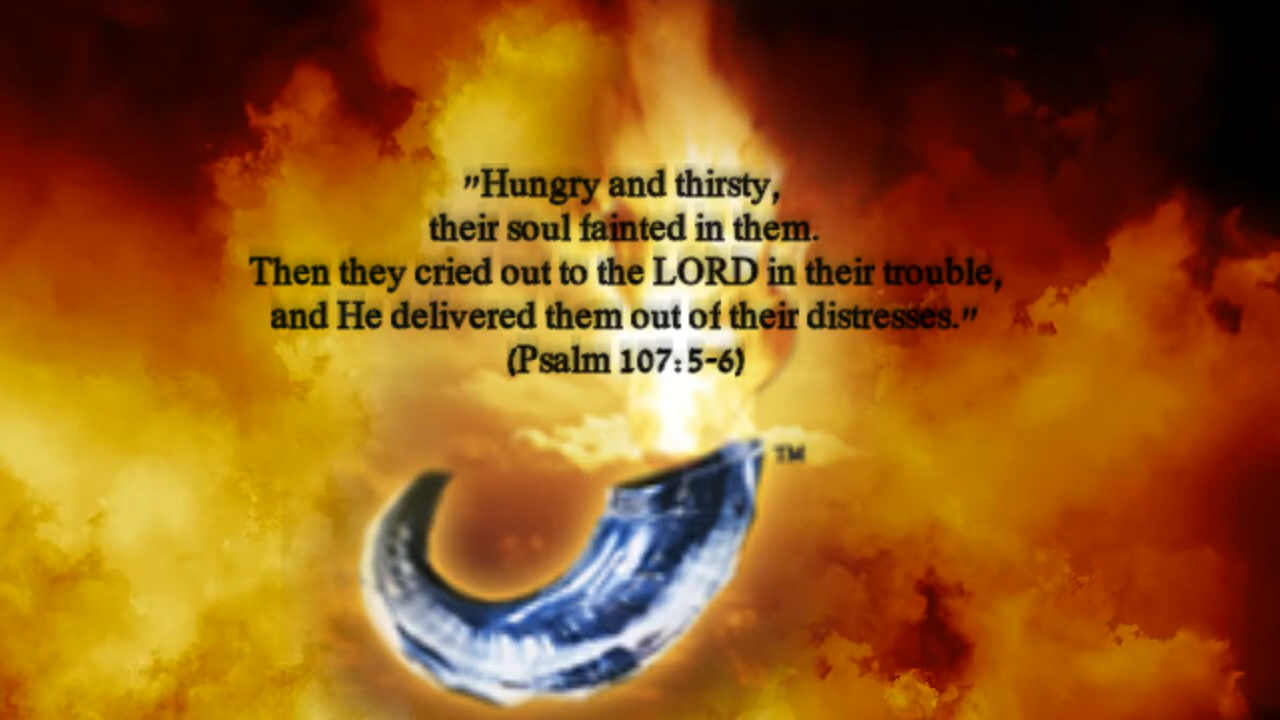 "Hungry and thirsty,
their soul fainted in them.
Then they cried out to the LORD in their trouble,
and He delivered them out of their distresses."
(Psalm 107:5-6)
TM